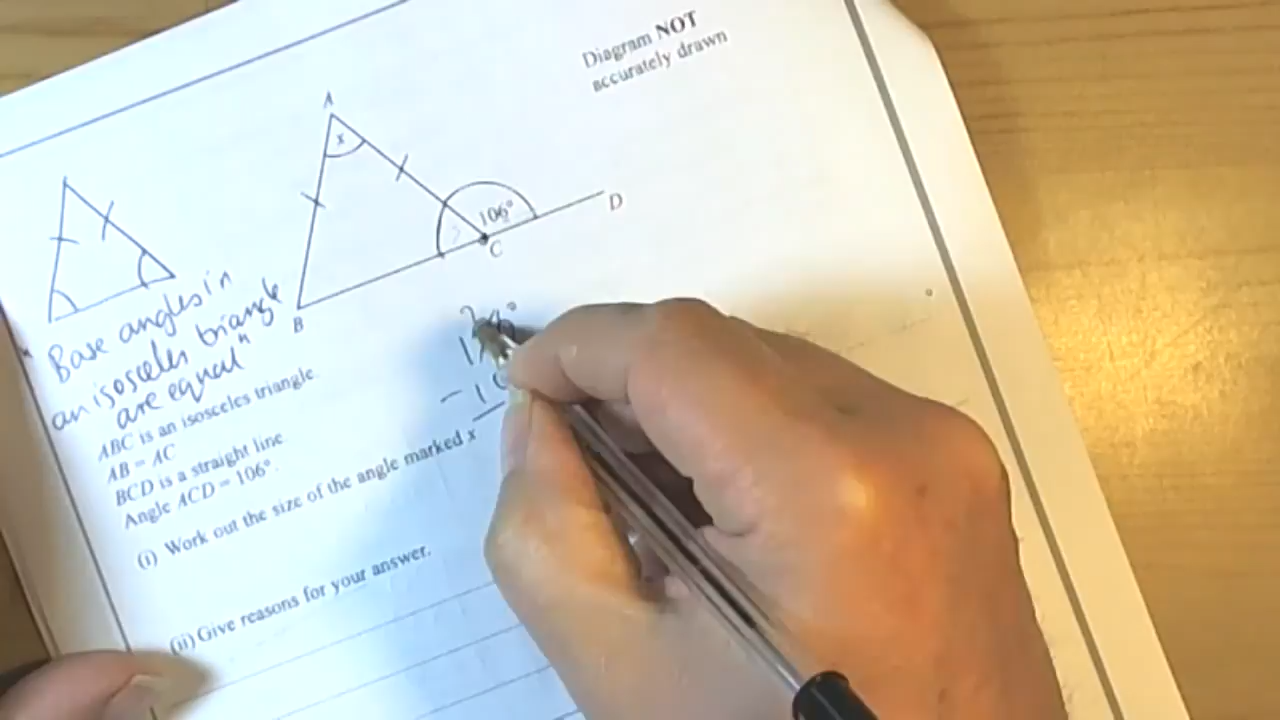 Diagram NOT
accurately drawn
A
x
106°
D
C
B
Base angles in
an isosceles triangle
are equal"
ABC is an isosceles triangle.
AB = AC
BCD is a straight line.
Angle ACD = 106°.
(i) Work out the size of the angle marked x
(ii) Give reasons for your answer.